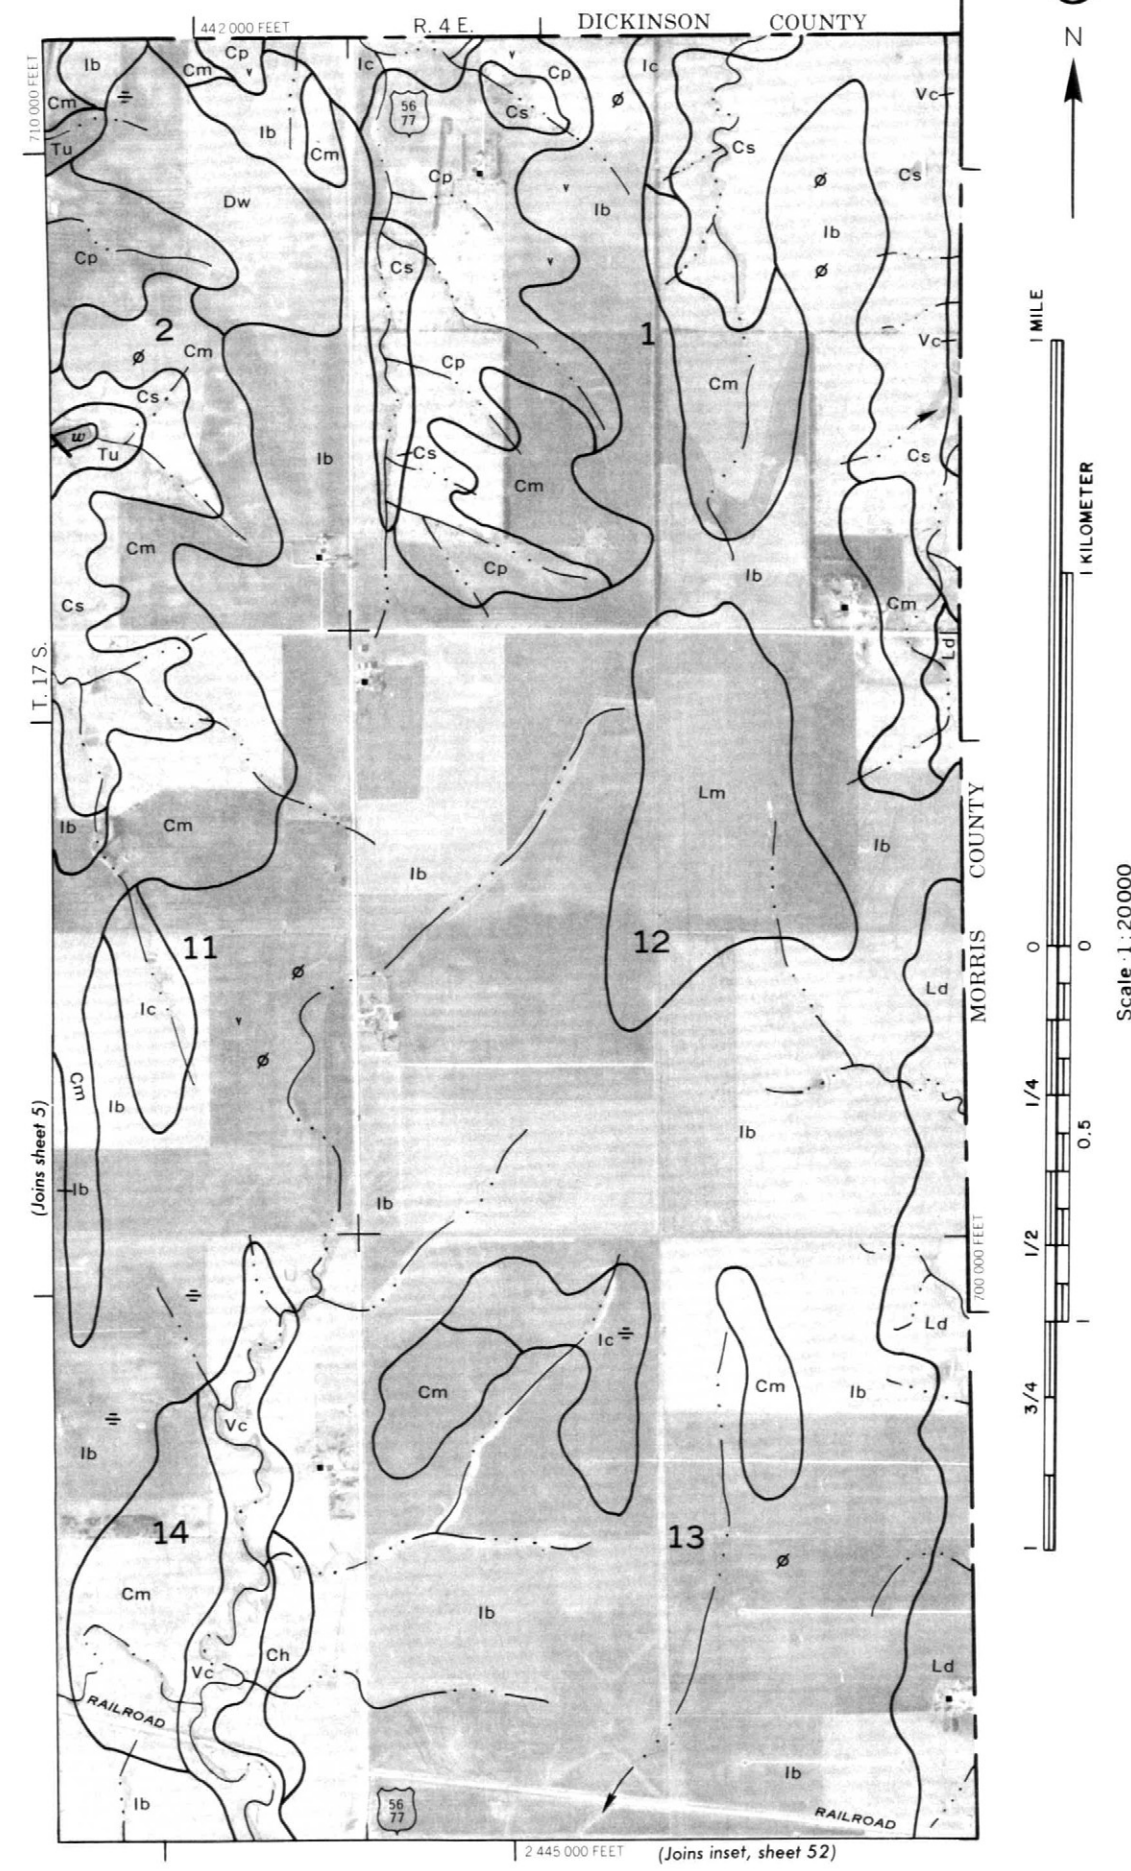 442 000 FEET
R. 4 E.
DICKINSON COUNTY
N
710 000 FEET
Ib
Cm
Cp
Ic
Cp
Ic
Vc
Cm
Tu
Ib
Cm
56
77
Cs
Cs
Cs
Dw
Cp
Ib
Ib
Cp
Cs
2
Cm
1
Vc
Cp
Cm
Cs
w
Tu
Ib
Cs
Cm
Cs
Cm
Cp
Ib
Cs
Cm
T. 17 S.
Ld
Lm
Ib
Cm
Ib
Ib
11
12
Ic
Ld
MORRIS COUNTY
Cm
Ib
Ib
(Joins sheet 5)
Ib
Ib
700 000 FEET
Ic
Ld
Cm
Cm
Ib
Vc
Ib
14
13
Cm
Ib
Ch
Vc
Ld
RAILROAD
Ib
Ib
56
77
RAILROAD
2 445 000 FEET
(Joins inset, sheet 52)
1 MILE
1 KILOMETER
0
0
Scale 1:20000
1/4
0.5
1/2
1
3/4
1